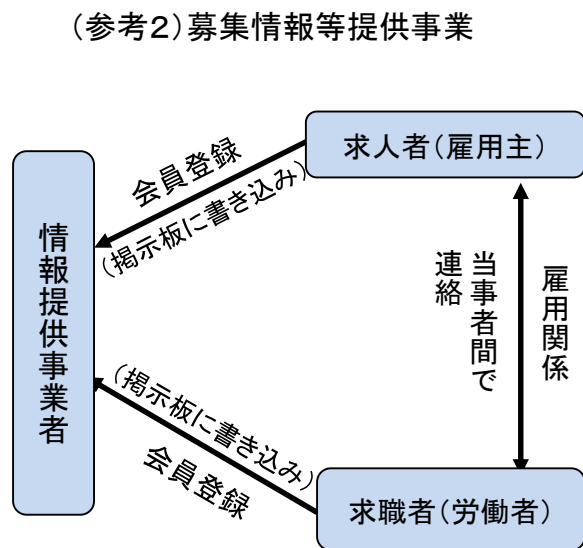 （参考２）募集情報等提供事業
求人者（雇用主）
会員登録
（掲示板に書き込み）
情報提供事業者
当事者間で
連絡
雇用関係
（掲示板に書き込み）
会員登録
求職者（労働者）